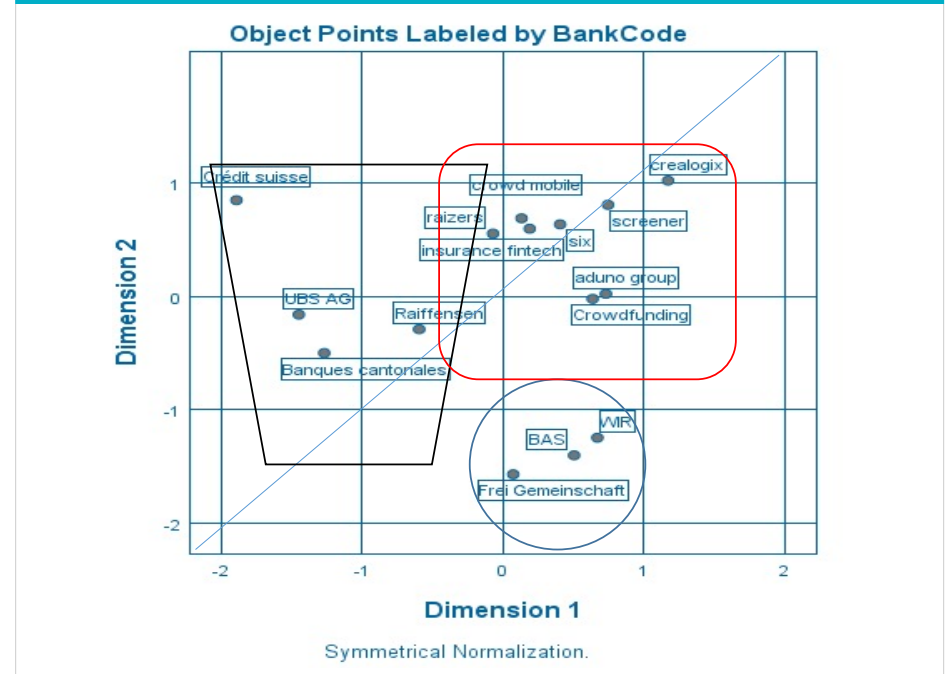 Object Points Labeled by BankCode
crealogix
Crédit suisse
crowd mobile
1
raizers
screener
six
insurance fintech
aduno group
0
UBS AG
Raiffensen
Crowdfunding
Banques cantonales
-1
WIR
BAS
Frei Gemeinschaft
-2
-2 -1 0 1 2
Dimension 2
Dimension 1
Symmetrical Normalization.